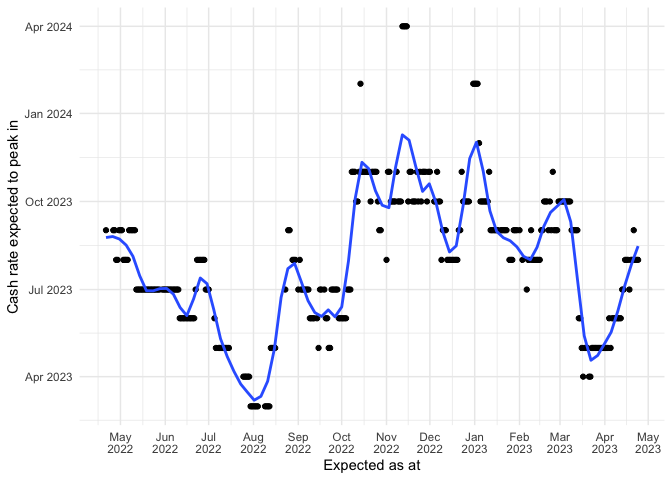 Cash rate expected to peak in
Apr 2024
Jan 2024
Oct 2023
Jul 2023
Apr 2023
May Jun Jul Aug Sep Oct Nov Dec Jan Feb Mar Apr May
2022 2022 2022 2022 2022 2022 2022 2022 2023 2023 2023 2023 2023
Expected as at